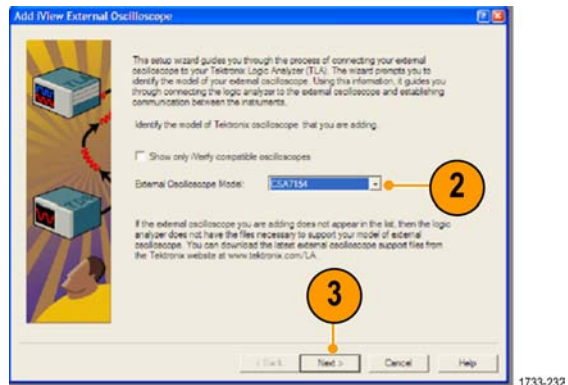 Add iView External Oscilloscope
This setup wizard guides you through the process of connecting your external
oscilloscope to your Tektronix Logic Analyzer (TLA). The wizard prompts you to
identify the model of your external oscilloscope. Using this information, it guides you
through connecting the logic analyzer to the external oscilloscope and establishing
communication between the instruments.
Identify the model of Tektronix oscilloscope that you are adding.
Show only iVerify compatible oscilloscopes
External Oscilloscope Model:
CSA7154
2
If the external oscilloscope you are adding does not appear in the list, then the logic
analyzer does not have the files necessary to support your model of external
oscilloscope. You can download the latest external oscilloscope support files from
the Tektronix website at www.tektronix.com/LA.
3
< Back
Next >
Cancel
Help
1733-232